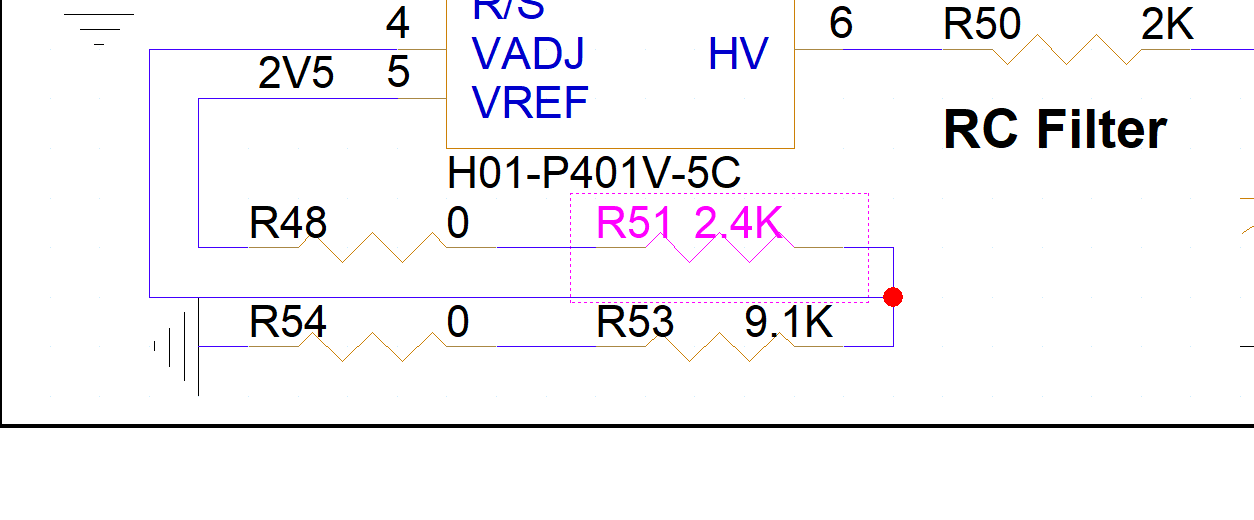 R/S
4 6 R50 2K
VADJ HV
2V5 5
VREF
RC Filter
H01-P401V-5C
R48 0 R51 2.4K
R54 0 R53 9.1K